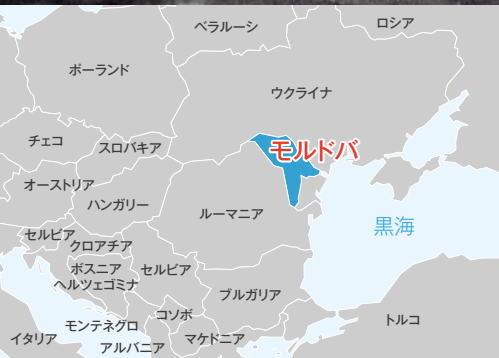 ベラルーシ
ロシア
ポーランド
ウクライナ
チェコ
スロバキア
モルドバ
オーストリア
ハンガリー
ルーマニア
黒海
セルビア
クロアチア
ボスニア
ヘルツェゴミナ
セルビア
ブルガリア
コソボ
モンテネグロ
トルコ
イタリア
アルバニア
マケドニア